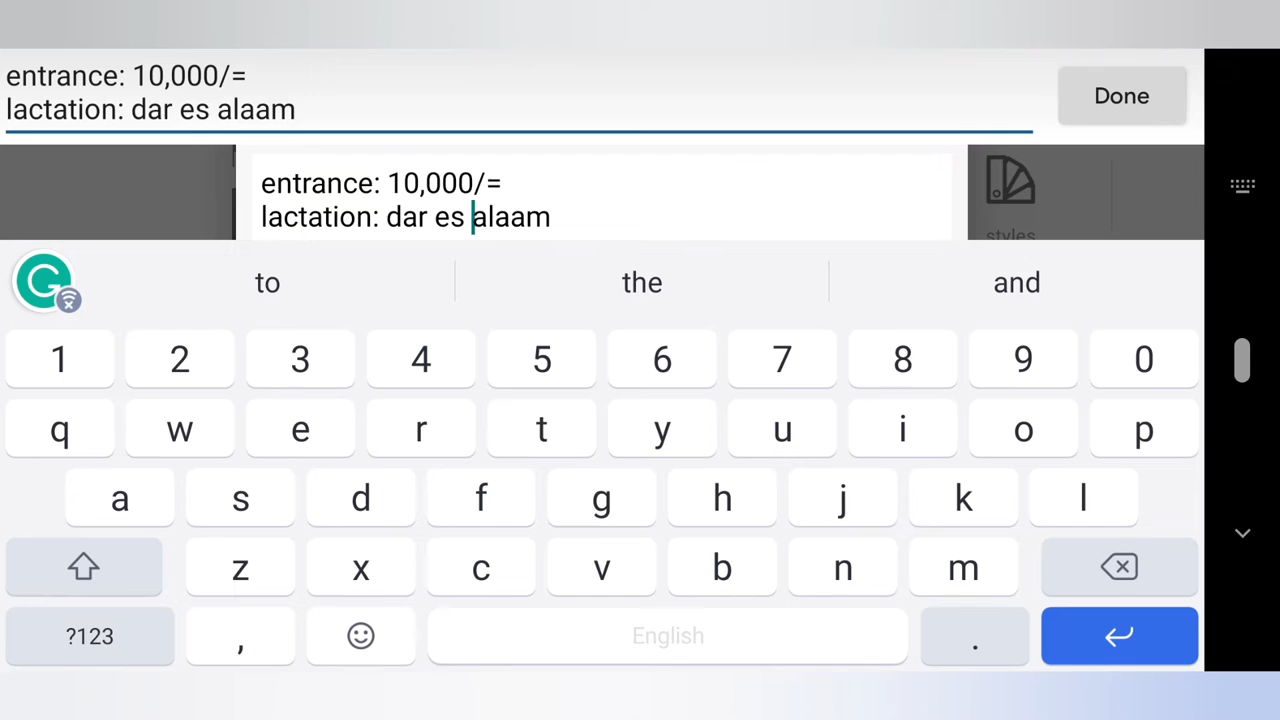 entrance: 10,000/=
lactation: dar es alaam
Done
entrance: 10,000/=
lactation: dar es alaam
styles
to the and
1 2 3 4 5 6 7 8 9 0
q w e r t y u i o p
a s d f g h j k l
z x c v b n m
?123 , English .